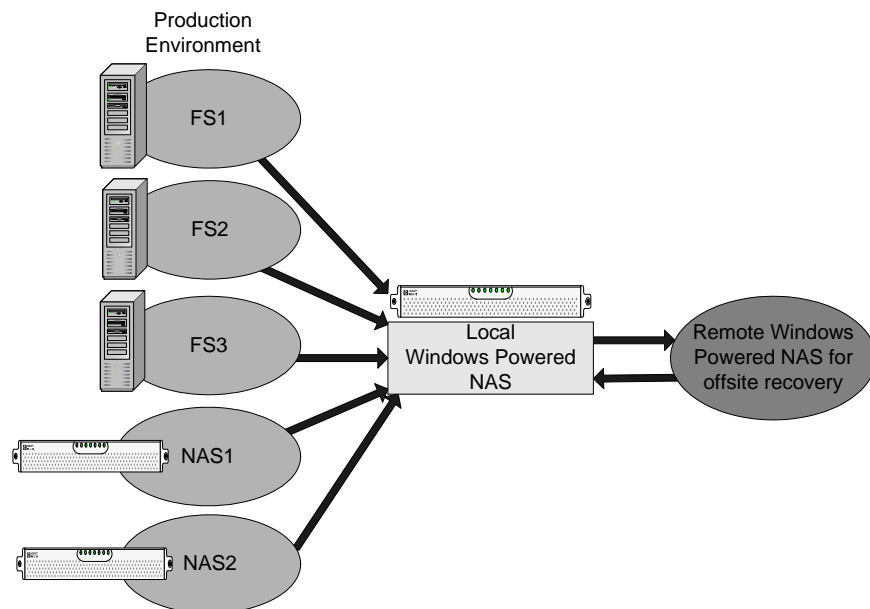 Production
Environment
FS1
FS2
FS3
NAS1
NAS2
Local
Windows Powered
NAS
Remote Windows
Powered NAS for
offsite recovery